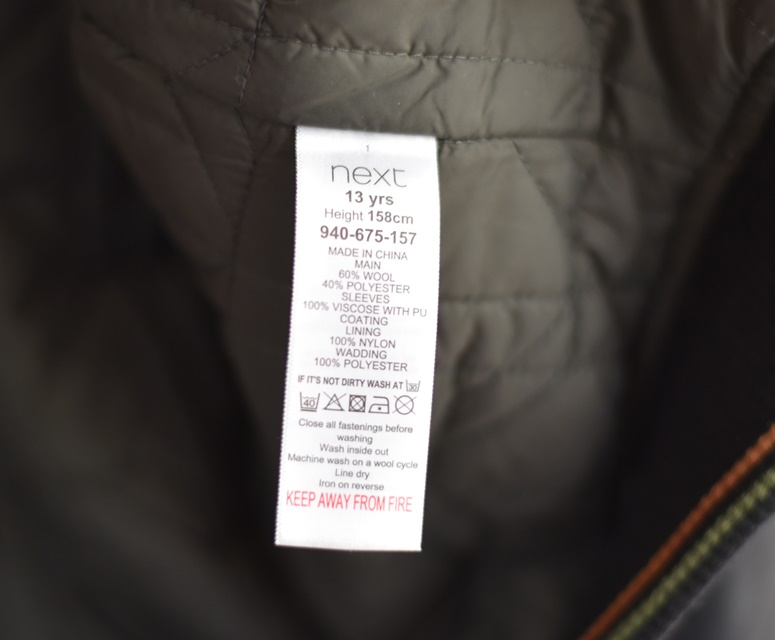 1
next
13 yrs
Height 158cm
940-675-157
MADE IN CHINA
MAIN
60% WOOL
40% POLYESTER
SLEEVES
100% VISCOSE WITH PU
COATING
LINING
100% NYLON
WADDING
100% POLYESTER
IF IT'S NOT DIRTY WASH AT 30
40
Close all fastenings before
washing
Wash inside out
Machine wash on a wool cycle
Line dry
Iron on reverse
KEEP AWAY FROM FIRE